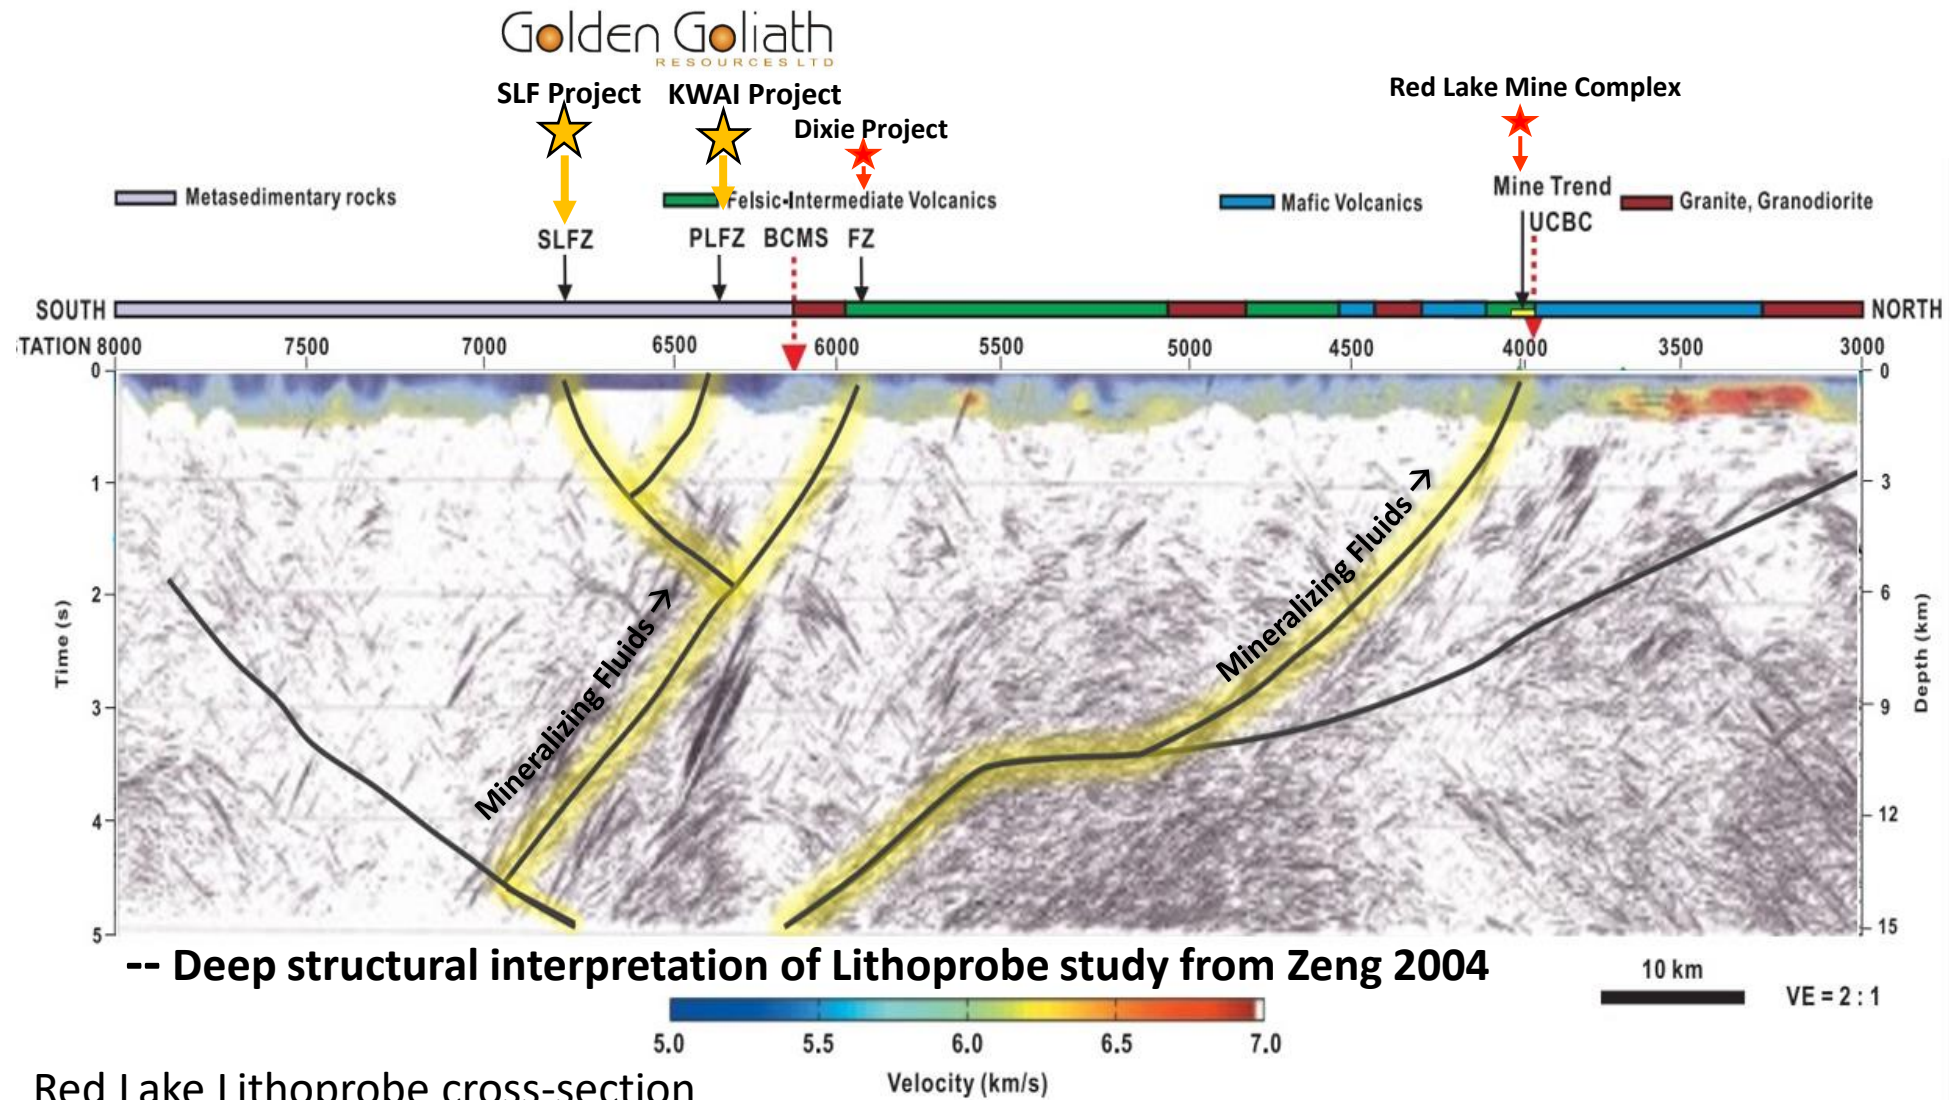 Golden Goliath
RESOURCES LTD
SLF Project
KWAI Project
Dixie Project
Red Lake Mine Complex
Metasedimentary rocks
Felsic-Intermediate Volcanics
Mafic Volcanics
Mine Trend
Granite, Granodiorite
SLFZ
PLFZ
BCMS
FZ
UCBC
SOUTH
NORTH
TATION 8000 7500 7000 6500 6000 5500 5000 4500 4000 3500 3000
0
1
2
3
4
5
Time (s)
0
3
6
9
12
15
Depth (km)
Mineralizing Fluids →
Mineralizing Fluids →
-- Deep structural interpretation of Lithoprobe study from Zeng 2004
10 km
VE = 2 : 1
5.0 5.5 6.0 6.5 7.0
Velocity (km/s)
Red Lake Lithoprobe cross-section